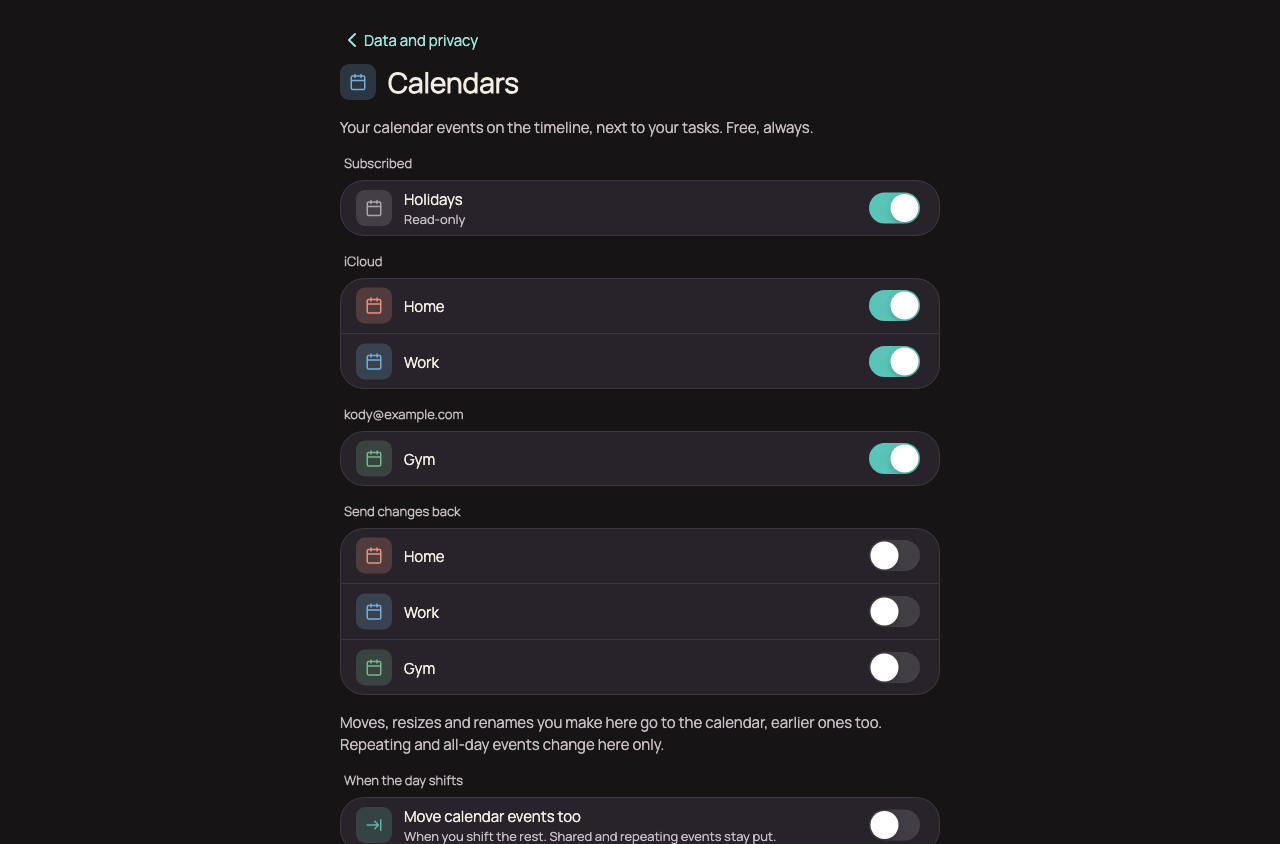 Data and privacy
Calendars
Your calendar events on the timeline, next to your tasks. Free, always.
Subscribed
Holidays
Read-only
iCloud
Home
Work
kody@example.com
Gym
Send changes back
Home
Work
Gym
Moves, resizes and renames you make here go to the calendar, earlier ones too.
Repeating and all-day events change here only.
When the day shifts
Move calendar events too
When you shift the rest. Shared and repeating events stay put.